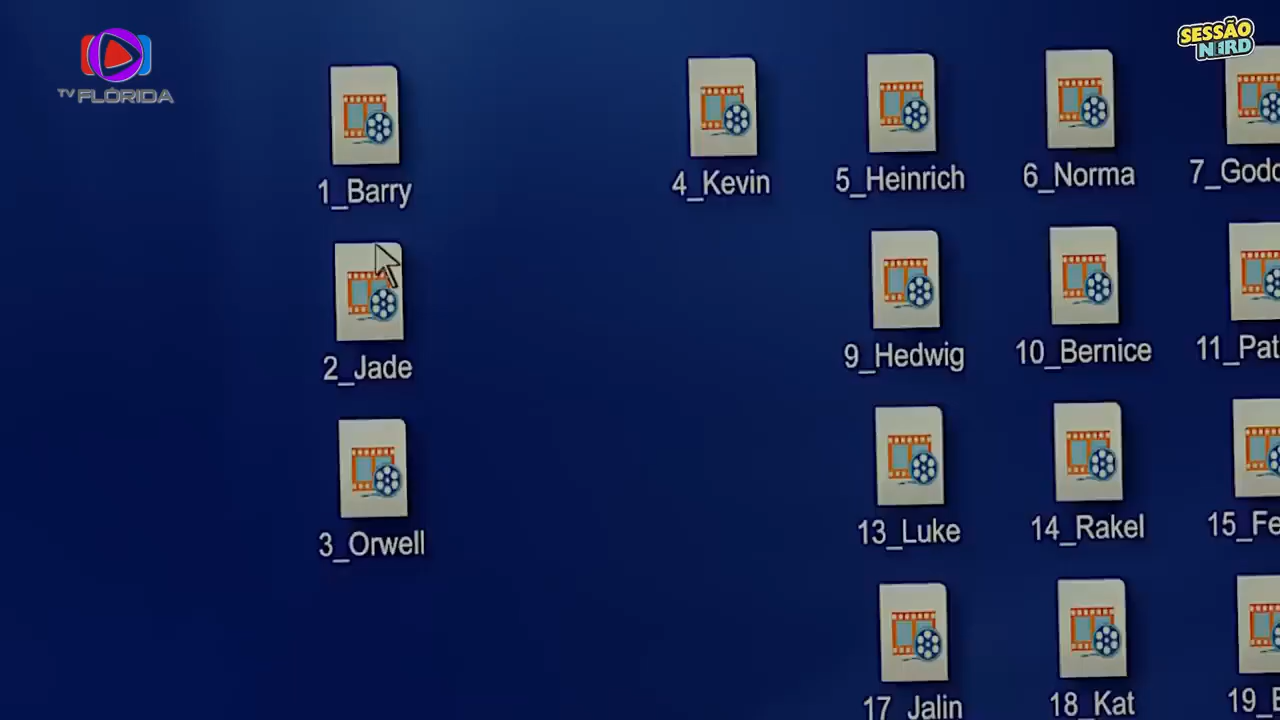 TV FLÓRIDA
SESSÃO
NERD
1_Barry
4_Kevin
5_Heinrich
6_Norma
2_Jade
9_Hedwig
10_Bernice
3_Orwell
13_Luke
14_Rakel
17_Jalin
18_Kat